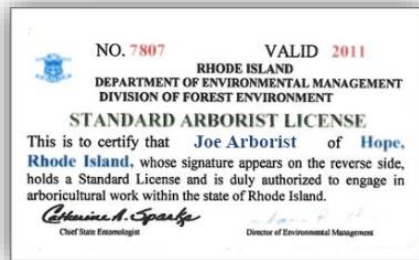 NO. 7807 VALID 2011
RHODE ISLAND
DEPARTMENT OF ENVIRONMENTAL MANAGEMENT
DIVISION OF FOREST ENVIRONMENT
STANDARD ARBORIST LICENSE
This is to certify that Joe Arborist of Hope,
Rhode Island, whose signature appears on the reverse side,
holds a Standard License and is duly authorized to engage in
arboricultural work within the state of Rhode Island.
Catherine A. Sparks
Chief State Entomologist Director of Environmental Management